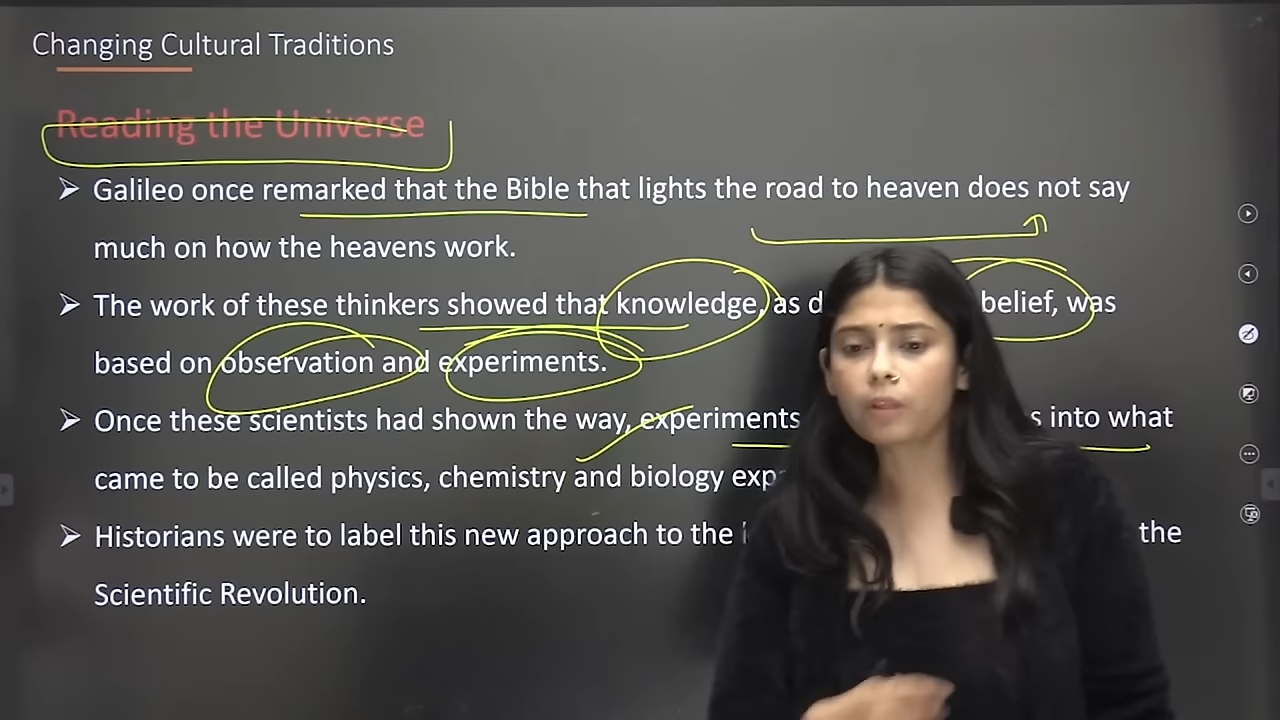 Changing Cultural Traditions
Reading the Universe
Galileo once remarked that the Bible that lights the road to heaven does not say
much on how the heavens work.
The work of these thinkers showed that knowledge, as belief, was
based on observation and experiments.
Once these scientists had shown the way, experiments into what
came to be called physics, chemistry and biology
Historians were to label this new approach to the the
Scientific Revolution.